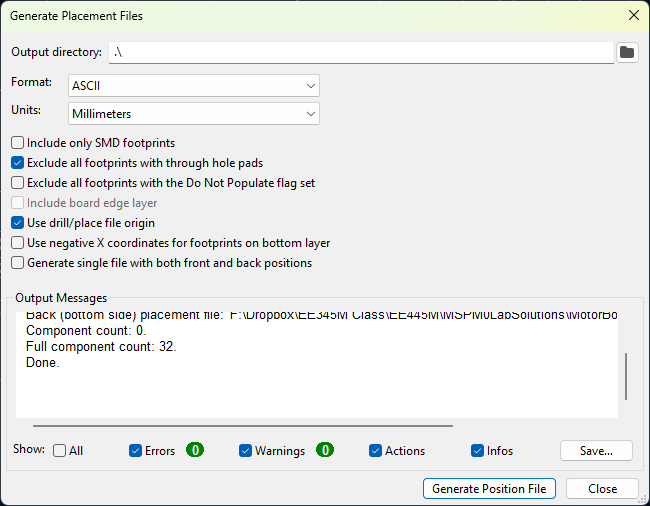 Generate Placement Files
Output directory: .\
Format: ASCII
Units: Millimeters
Include only SMD footprints
Exclude all footprints with through hole pads
Exclude all footprints with the Do Not Populate flag set
Include board edge layer
Use drill/place file origin
Use negative X coordinates for footprints on bottom layer
Generate single file with both front and back positions
Output Messages
Back (bottom side) placement file: 'F:\Dropbox\EE345M Class\EE445M\MSPM0LabSolutions\MotorBo
Component count: 0.
Full component count: 32.
Done.
Show: All Errors 0 Warnings 0 Actions Infos Save...
Generate Position File Close